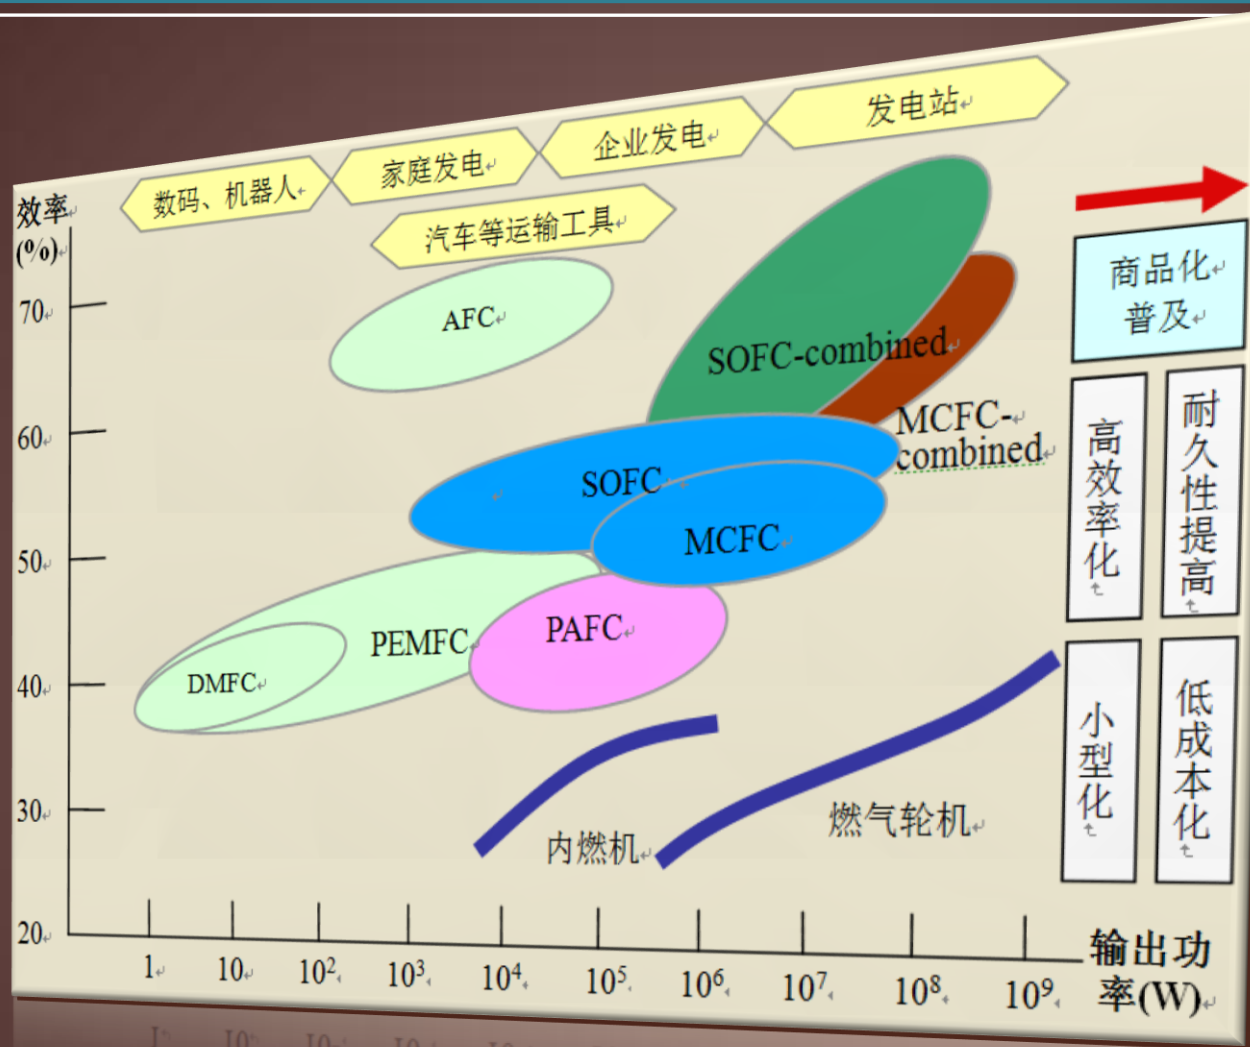 数码、机器人
家庭发电
企业发电
发电站
汽车等运输工具
效率
(%)
70
60
50
40
30
20
AFC
SOFC-combined
MCFC-
combined
SOFC
MCFC
PEMFC
PAFC
DMFC
内燃机
燃气轮机
商品化
普及
高效率化
耐久性提高
小型化
低成本化
1
10
10²
10³
10⁴
10⁵
10⁶
10⁷
10⁸
10⁹
输出功
率(W)